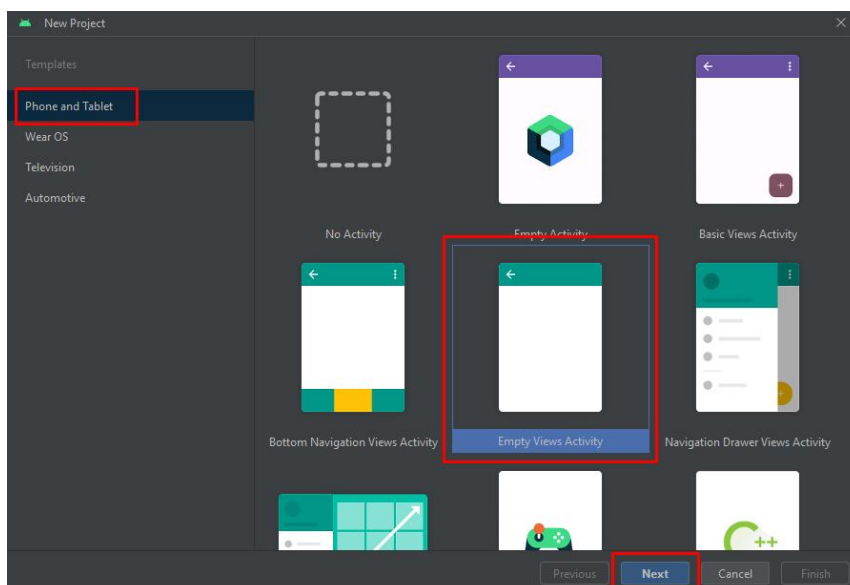 New Project
Templates
Phone and Tablet
Wear OS
Television
Automotive
No Activity
Empty Activity
Basic Views Activity
Bottom Navigation Views Activity
Empty Views Activity
Navigation Drawer Views Activity
C++
Previous
Next
Cancel
Finish